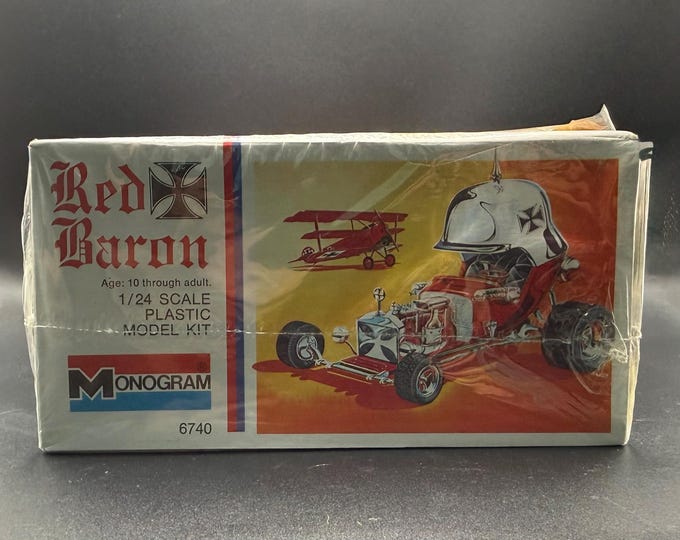 Red
Baron
Age: 10 through adult.
1/24 SCALE
PLASTIC
MODEL KIT
MONOGRAM®
6740